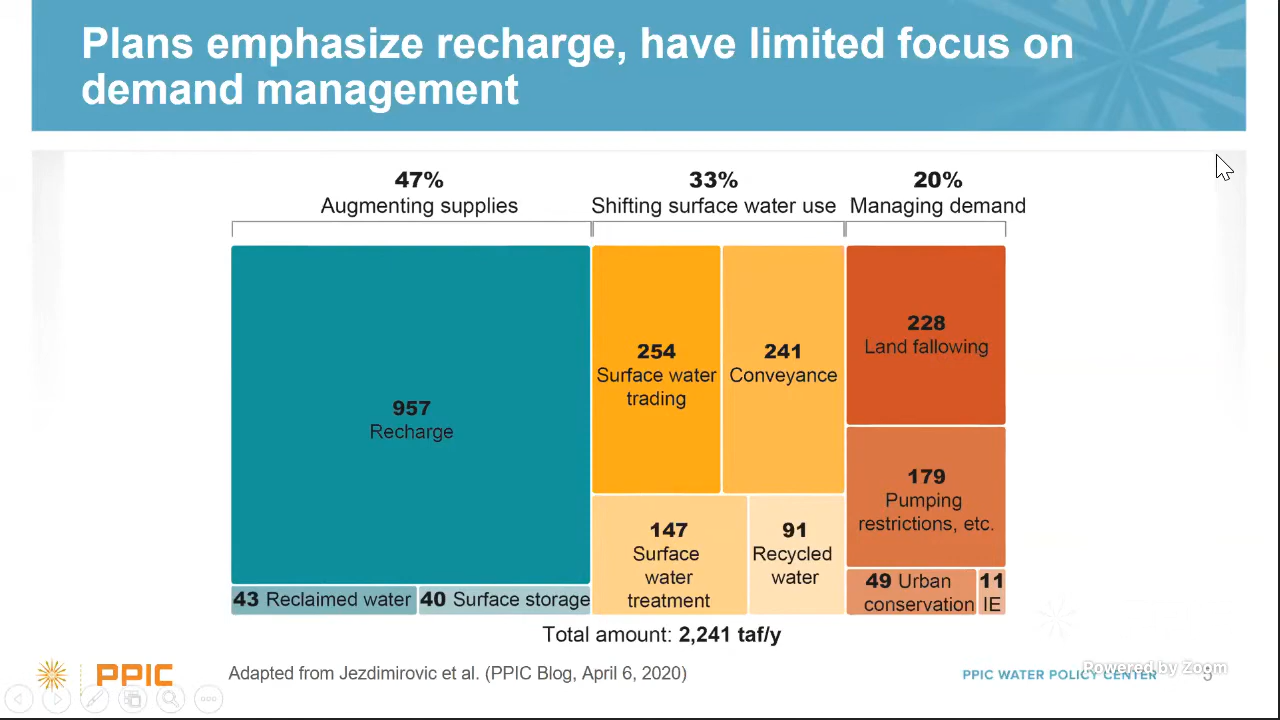 Plans emphasize recharge, have limited focus on
demand management
47%
Augmenting supplies
33%
Shifting surface water use
20%
Managing demand
957
Recharge
43 Reclaimed water
40 Surface storage
254
Surface water
trading
241
Conveyance
147
Surface
water
treatment
91
Recycled
water
228
Land fallowing
179
Pumping
restrictions, etc.
49 Urban
conservation
11
IE
Total amount: 2,241 taf/y
PPIC
Adapted from Jezdimirovic et al. (PPIC Blog, April 6, 2020)
PPIC WATER POLICY CENTER
Powered by Zoom